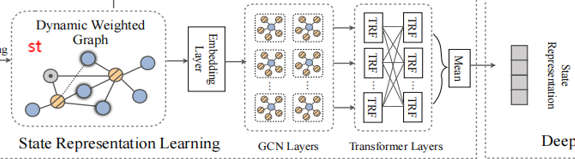 ng
Dynamic Weighted
Graph
st
Embedding
Layer
TRF
TRF
TRF
TRF
TRF
TRF
Mean
State
Representation
State Representation Learning
GCN Layers
Transformer Layers
Deep